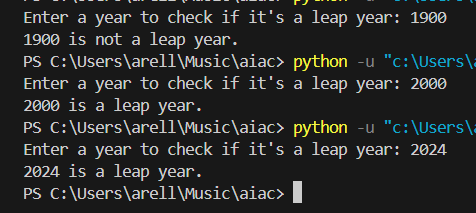 Enter a year to check if it's a leap year: 1900
1900 is not a leap year.
PS C:\Users\arell\Music\aiac> python -u "c:\Users\a
Enter a year to check if it's a leap year: 2000
2000 is a leap year.
PS C:\Users\arell\Music\aiac> python -u "c:\Users\a
Enter a year to check if it's a leap year: 2024
2024 is a leap year.
PS C:\Users\arell\Music\aiac>